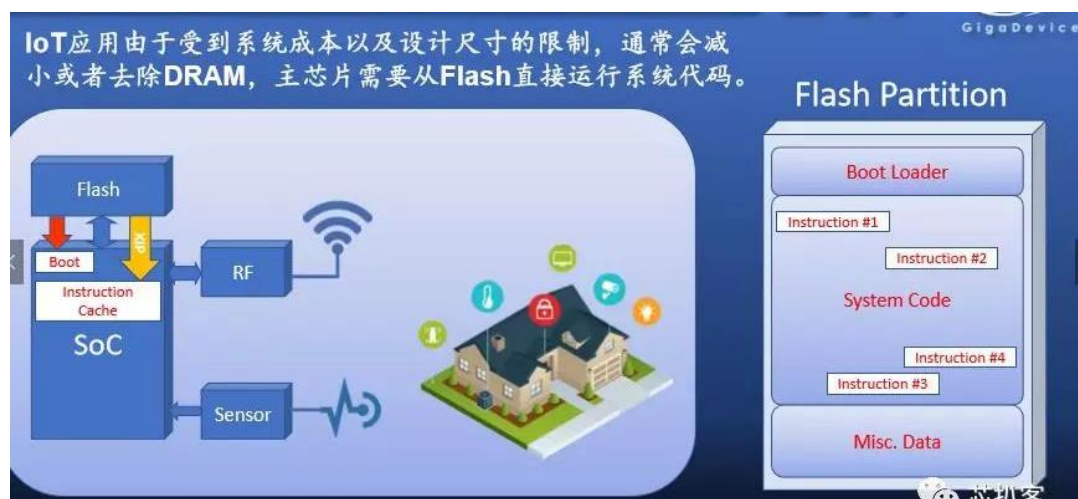 GigaDevice
IoT应用由于受到系统成本以及设计尺寸的限制，通常会减
小或者去除DRAM，主芯片需要从Flash直接运行系统代码。
Flash Partition
Flash
XIP
Boot
Instruction
Cache
SoC
RF
Sensor
Boot Loader
Instruction #1
Instruction #2
System Code
Instruction #4
Instruction #3
Misc. Data